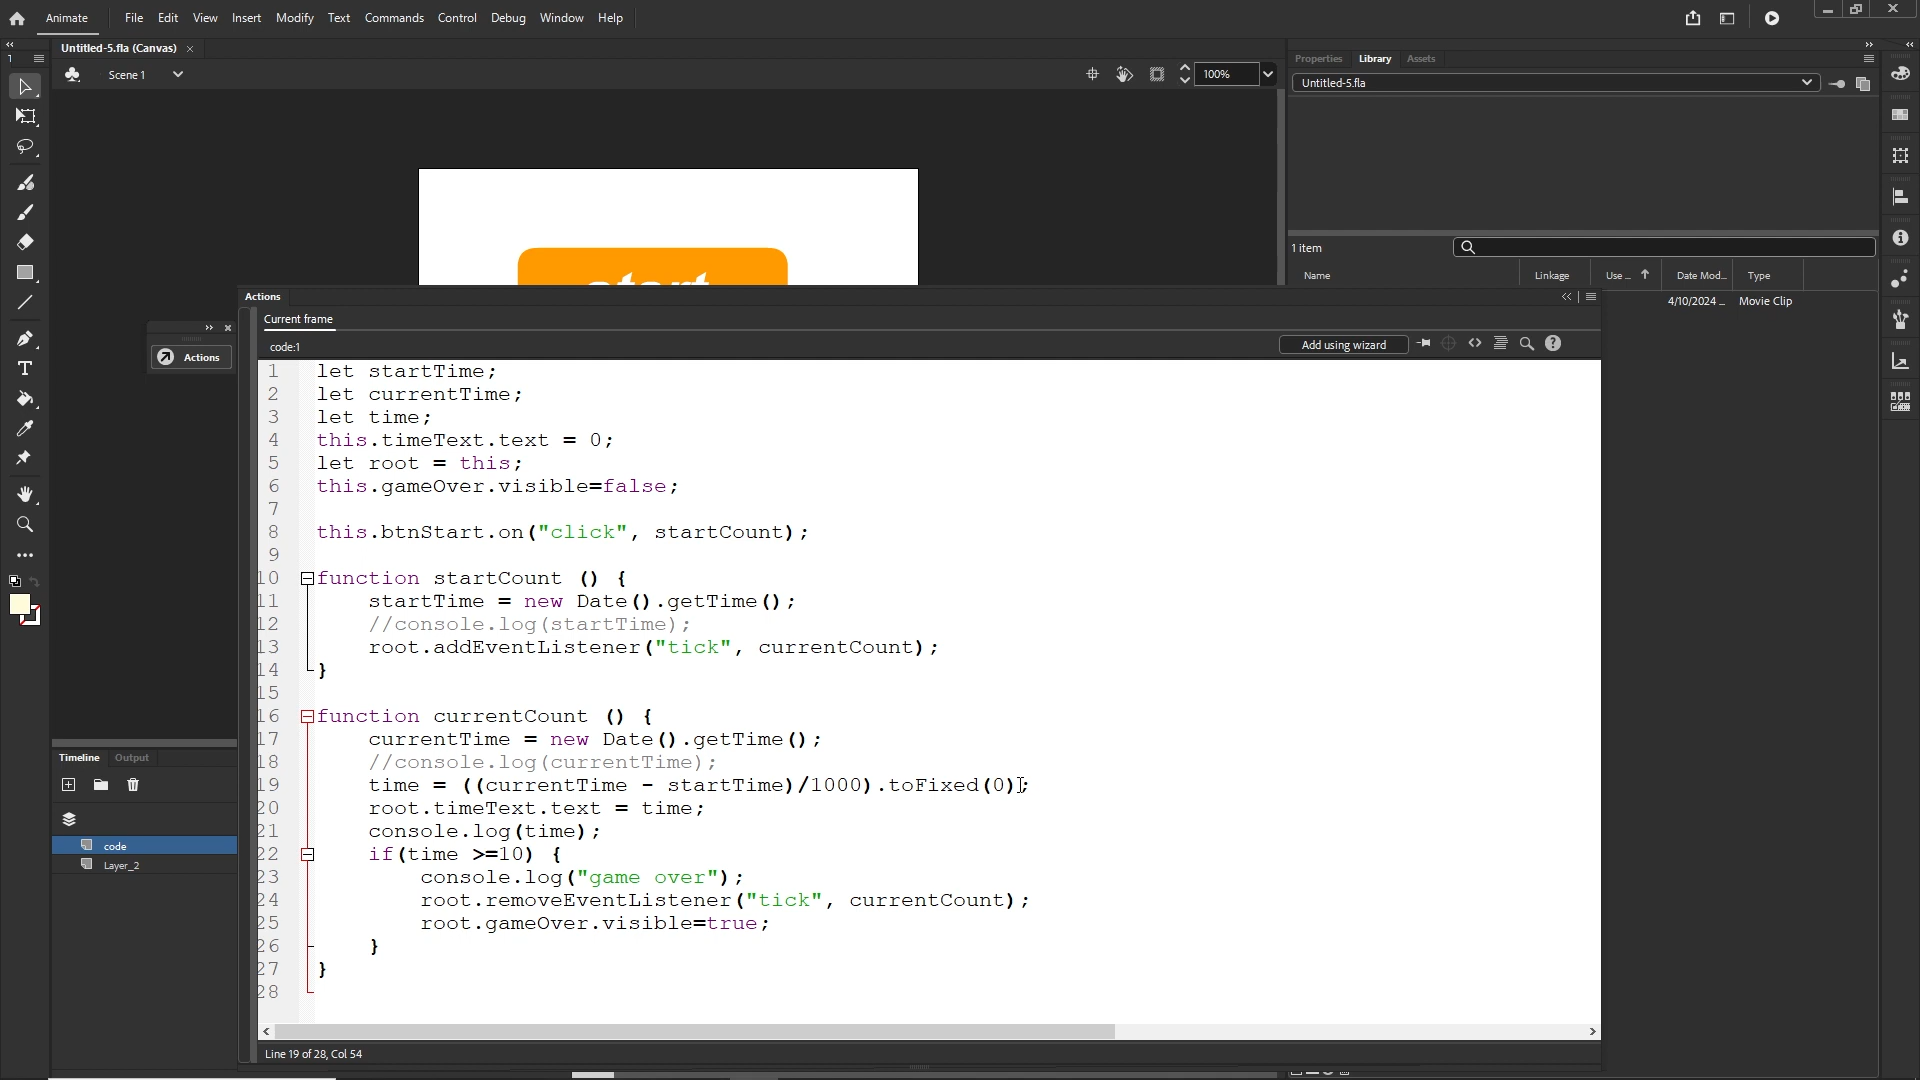 Animate File Edit View Insert Modify Text Commands Control Debug Window Help
Untitled-5.fla (Canvas)
Scene 1
100%
Properties Library Assets
Untitled-5.fla
1 item
Name Linkage Use ... Date Mod... Type
4/10/2024 ... Movie Clip
start
Actions
Current frame
code:1
Add using wizard
Actions
1 let startTime;
2 let currentTime;
3 let time;
4 this.timeText.text = 0;
5 let root = this;
6 this.gameOver.visible=false;
7
8 this.btnStart.on("click", startCount);
9
10 function startCount () {
11 startTime = new Date().getTime();
12 //console.log(startTime);
13 root.addEventListener("tick", currentCount);
14 }
15
16 function currentCount () {
17 currentTime = new Date().getTime();
18 //console.log(currentTime);
19 time = ((currentTime - startTime)/1000).toFixed(0);
20 root.timeText.text = time;
21 console.log(time);
22 if(time >=10) {
23 console.log("game over");
24 root.removeEventListener("tick", currentCount);
25 root.gameOver.visible=true;
26 }
27 }
28
Line 19 of 28, Col 54
Timeline Output
code
Layer_2